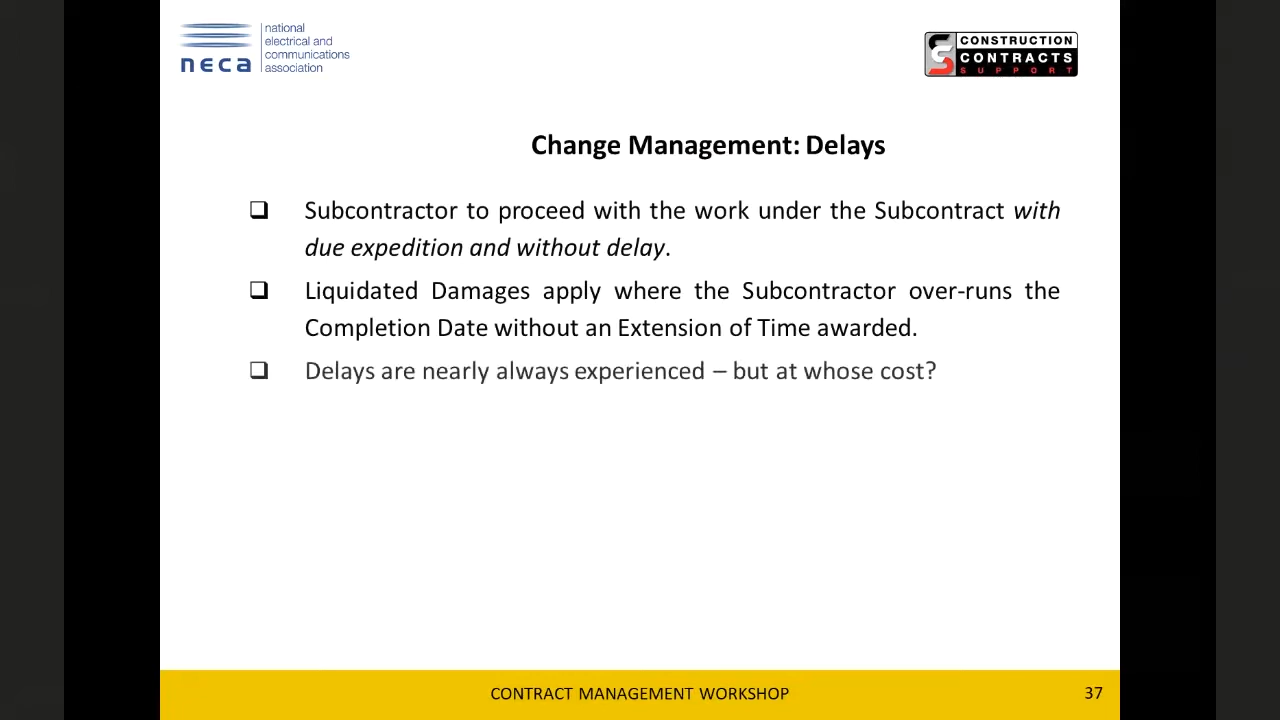 neca
national
electrical and
communications
association
CONSTRUCTION
CONTRACTS
SUPPORT
Change Management: Delays
❑ Subcontractor to proceed with the work under the Subcontract with
due expedition and without delay.
❑ Liquidated Damages apply where the Subcontractor over-runs the
Completion Date without an Extension of Time awarded.
❑ Delays are nearly always experienced – but at whose cost?
CONTRACT MANAGEMENT WORKSHOP
37